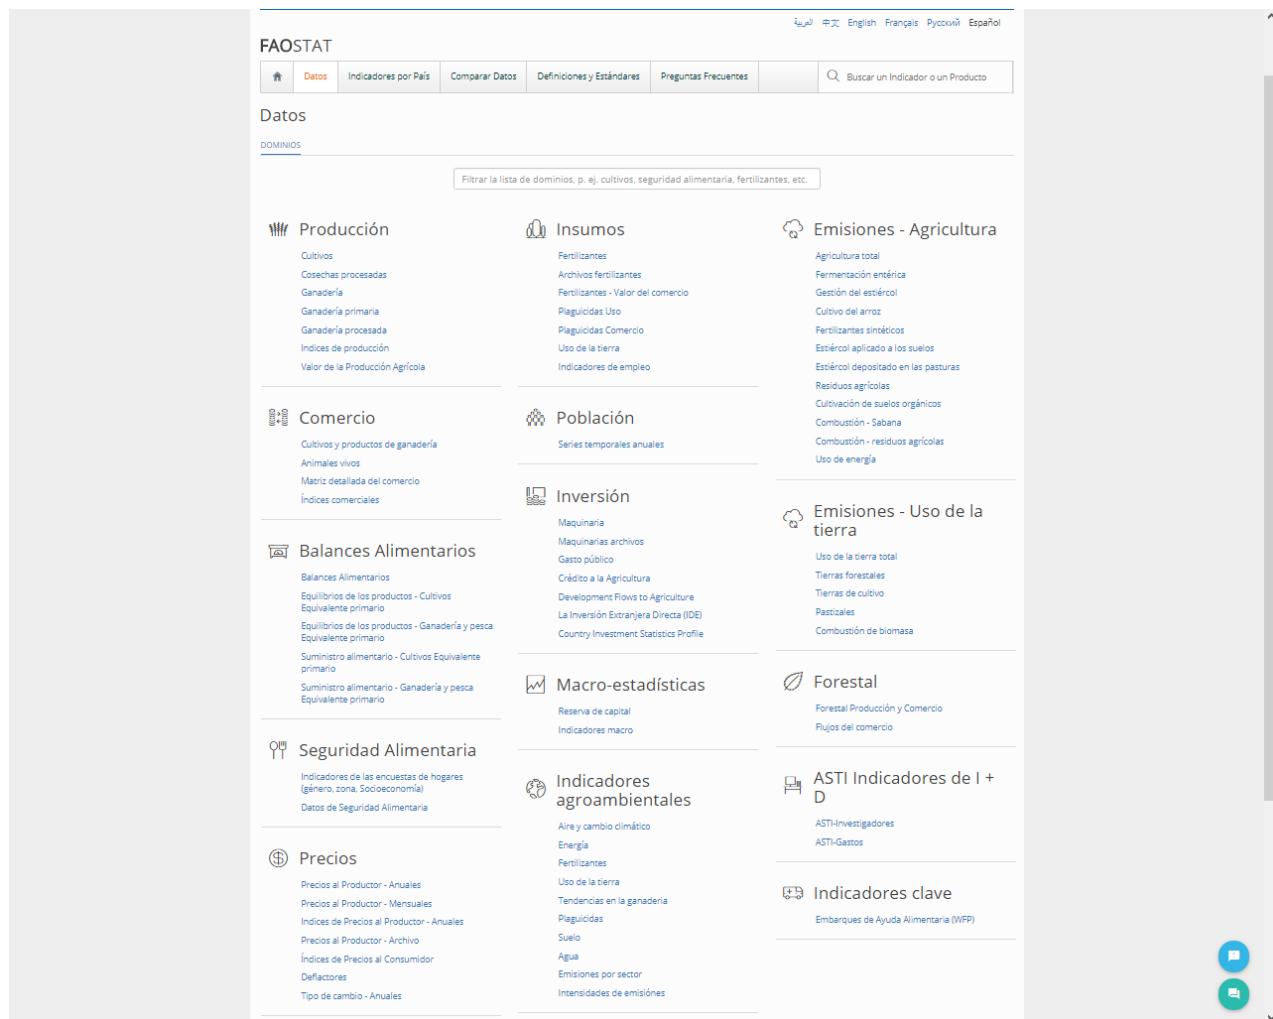 العربية 中文 English Français Русский Español
FAOSTAT
Datos Indicadores por País Comparar Datos Definiciones y Estándares Preguntas Frecuentes Buscar un Indicador o un Producto
Datos
DOMINIOS
Filtrar la lista de dominios, p. ej. cultivos, seguridad alimentaria, fertilizantes, etc.
Producción
Cultivos
Cosechas procesadas
Ganadería
Ganadería primaria
Ganadería procesada
Indices de producción
Valor de la Producción Agrícola
Comercio
Cultivos y productos de ganadería
Animales vivos
Matriz detallada del comercio
Índices comerciales
Balances Alimentarios
Balances Alimentarios
Equilibrios de los productos - Cultivos
Equivalente primario
Equilibrios de los productos - Ganadería y pesca
Equivalente primario
Suministro alimentario - Cultivos Equivalente
primario
Suministro alimentario - Ganadería y pesca
Equivalente primario
Seguridad Alimentaria
Indicadores de las encuestas de hogares
(género, zona, Socioeconomía)
Datos de Seguridad Alimentaria
Precios
Precios al Productor - Anuales
Precios al Productor - Mensuales
Indices de Precios al Productor - Anuales
Precios al Productor - Archivo
Índices de Precios al Consumidor
Deflactores
Tipo de cambio - Anuales
Insumos
Fertilizantes
Archivos fertilizantes
Fertilizantes - Valor del comercio
Plaguicidas Uso
Plaguicidas Comercio
Uso de la tierra
Indicadores de empleo
Población
Series temporales anuales
Inversión
Maquinaria
Maquinarias archivos
Gasto público
Crédito a la Agricultura
Development Flows to Agriculture
La Inversión Extranjera Directa (IDE)
Country Investment Statistics Profile
Macro-estadísticas
Reserva de capital
Indicadores macro
Indicadores
agroambientales
Aire y cambio climático
Energía
Fertilizantes
Uso de la tierra
Tendencias en la ganaderia
Plaguicidas
Suelo
Agua
Emisiones por sector
Intensidades de emisiónes
Emisiones - Agricultura
Agricultura total
Fermentación entérica
Gestión del estiércol
Cultivo del arroz
Fertilizantes sintéticos
Estiércol aplicado a los suelos
Estiércol depositado en las pasturas
Residuos agrícolas
Cultivación de suelos orgánicos
Combustión - Sabana
Combustión - residuos agrícolas
Uso de energía
Emisiones - Uso de la
tierra
Uso de la tierra total
Tierras forestales
Tierras de cultivo
Pastizales
Combustión de biomasa
Forestal
Forestal Producción y Comercio
Flujos del comercio
ASTI Indicadores de I +
D
ASTI-Investigadores
ASTI-Gastos
Indicadores clave
Embarques de Ayuda Alimentaria (WFP)